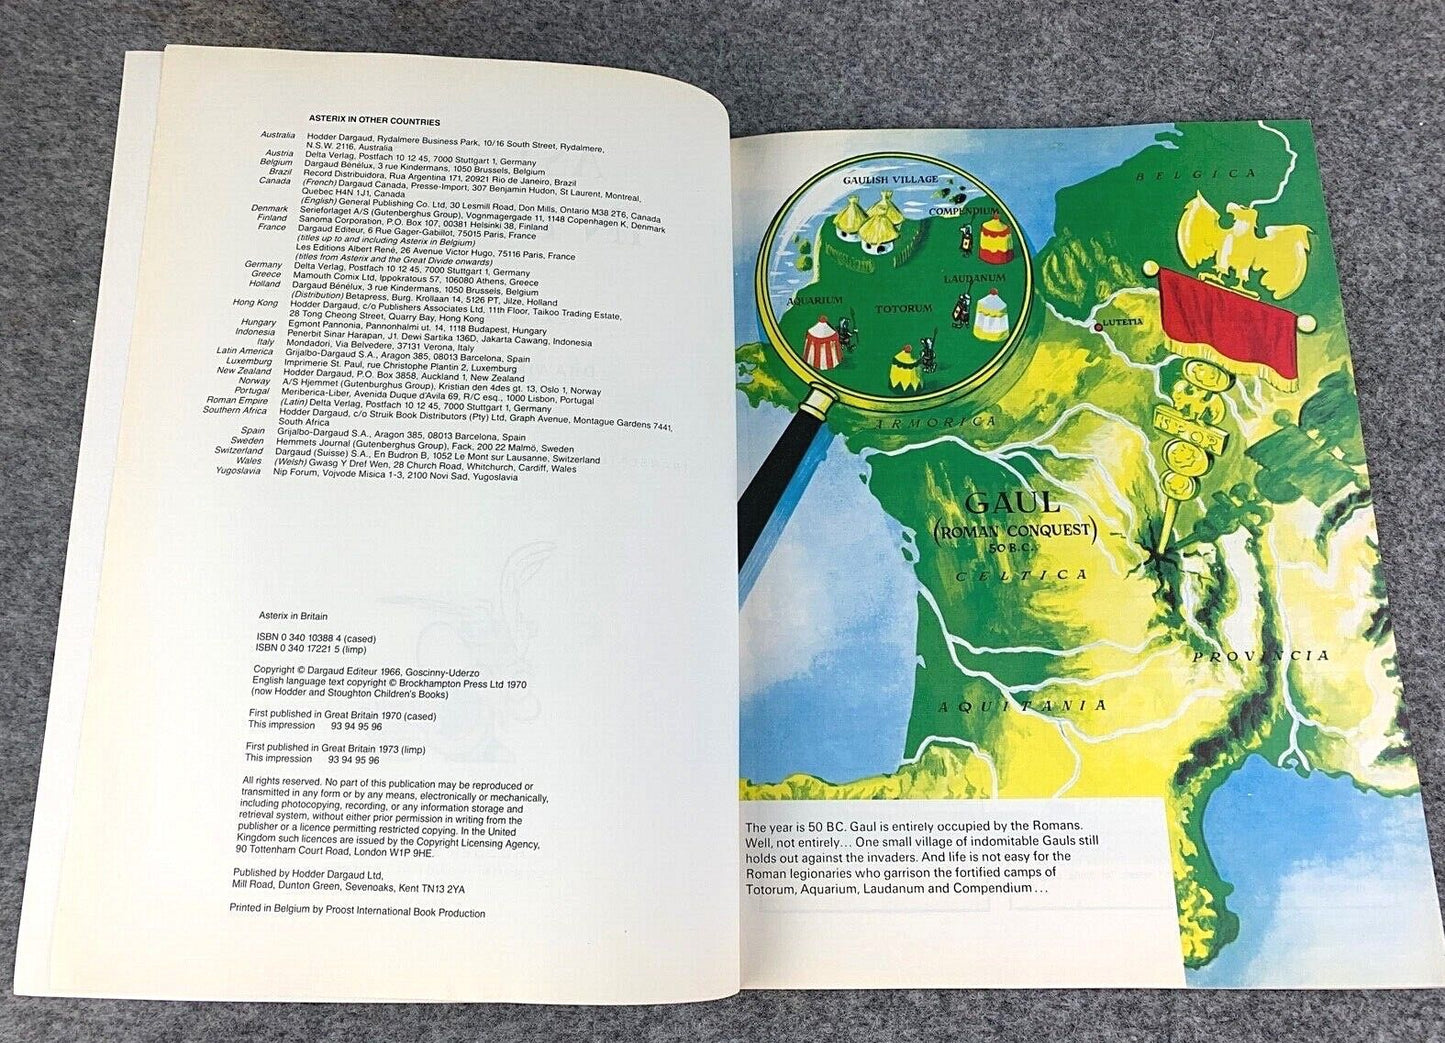 ASTERIX IN OTHER COUNTRIES
Australia Hodder Dargaud, Rydalmere Business Park, 10/16 South Street, Rydalmere,
N.S.W. 2116, Australia
Austria Delta Verlag, Postfach 10 12 45, 7000 Stuttgart 1, Germany
Belgium Dargaud Bénélux, 3 rue Kindermans, 1050 Brussels, Belgium
Brazil Record Distribuidora, Rua Argentina 171, 20921 Rio de Janeiro, Brazil
Canada (French) Dargaud Canada, Presse-Import, 307 Benjamin Hudon, St Laurent, Montreal,
Quebec H4N 1J1, Canada
(English) General Publishing Co. Ltd, 30 Lesmill Road, Don Mills, Ontario M38 2T6, Canada
Denmark Serieforlaget A/S (Gutenberghus Group), Vognmagergade 11, 1148 Copenhagen K, Denmark
Finland Sanoma Corporation, P.O. Box 107, 00381 Helsinki 38, Finland
France Dargaud Editeur, 6 Rue Gager-Gabillot, 75015 Paris, France
(titles up to and including Asterix in Belgium)
Les Editions Albert René, 26 Avenue Victor Hugo, 75116 Paris, France
(titles from Asterix and the Great Divide onwards)
Germany Delta Verlag, Postfach 10 12 45, 7000 Stuttgart 1, Germany
Greece Mamouth Comix Ltd, Ippokratous 57, 106080 Athens, Greece
Holland Dargaud Bénélux, 3 rue Kindermans, 1050 Brussels, Belgium
(Distribution) Betapress, Burg. Krollaan 14, 5126 PT, Jilze, Holland
Hong Kong Hodder Dargaud, c/o Publishers Associates Ltd, 11th Floor, Taikoo Trading Estate,
28 Tong Cheong Street, Quarry Bay, Hong Kong
Hungary Egmont Pannonia, Pannonhalmi ut. 14, 1118 Budapest, Hungary
Indonesia Penerbit Sinar Harapan, J1. Dewi Sartika 136D, Jakarta Cawang, Indonesia
Italy Mondadori, Via Belvedere, 37131 Verona, Italy
Latin America Grijalbo-Dargaud S.A., Aragon 385, 08013 Barcelona, Spain
Luxemburg Imprimerie St. Paul, rue Christophe Plantin 2, Luxemburg
New Zealand Hodder Dargaud, P.O. Box 3858, Auckland 1, New Zealand
Norway A/S Hjemmet (Gutenburghus Group), Kristian den 4des gt. 13, Oslo 1, Norway
Portugal Meriberica-Liber, Avenida Duque d'Avila 69, R/C esq., 1000 Lisbon, Portugal
Roman Empire (Latin) Delta Verlag, Postfach 10 12 45, 7000 Stuttgart 1, Germany
Southern Africa Hodder Dargaud, c/o Struik Book Distributors (Pty) Ltd, Graph Avenue, Montague Gardens 7441,
South Africa
Spain Grijalbo-Dargaud S.A., Aragon 385, 08013 Barcelona, Spain
Sweden Hemmets Journal (Gutenberghus Group), Fack, 200 22 Malmö, Sweden
Switzerland Dargaud (Suisse) S.A., En Budron B, 1052 Le Mont sur Lausanne, Switzerland
Wales (Welsh) Gwasg Y Dref Wen, 28 Church Road, Whitchurch, Cardiff, Wales
Yugoslavia Nip Forum, Vojvode Misica 1-3, 2100 Novi Sad, Yugoslavia
Asterix in Britain
ISBN 0 340 10388 4 (cased)
ISBN 0 340 17221 5 (limp)
Copyright © Dargaud Editeur 1966, Goscinny-Uderzo
English language text copyright © Brockhampton Press Ltd 1970
(now Hodder and Stoughton Children's Books)
First published in Great Britain 1970 (cased)
This impression 93 94 95 96
First published in Great Britain 1973 (limp)
This impression 93 94 95 96
All rights reserved. No part of this publication may be reproduced or
transmitted in any form or by any means, electronically or mechanically,
including photocopying, recording, or any information storage and
retrieval system, without either prior permission in writing from the
publisher or a licence permitting restricted copying. In the United
Kingdom such licences are issued by the Copyright Licensing Agency,
90 Tottenham Court Road, London W1P 9HE.
Published by Hodder Dargaud Ltd,
Mill Road, Dunton Green, Sevenoaks, Kent TN13 2YA
Printed in Belgium by Proost International Book Production
GAULISH VILLAGE
COMPENDIUM
LAUDANUM
AQUARIUM
TOTORUM
BELGICA
LUTETIA
ARMORICA
SPQR
GAUL
(ROMAN CONQUEST)
50 B.C.
CELTICA
PROVINCIA
AQUITANIA
The year is 50 BC. Gaul is entirely occupied by the Romans.
Well, not entirely... One small village of indomitable Gauls still
holds out against the invaders. And life is not easy for the
Roman legionaries who garrison the fortified camps of
Totorum, Aquarium, Laudanum and Compendium...